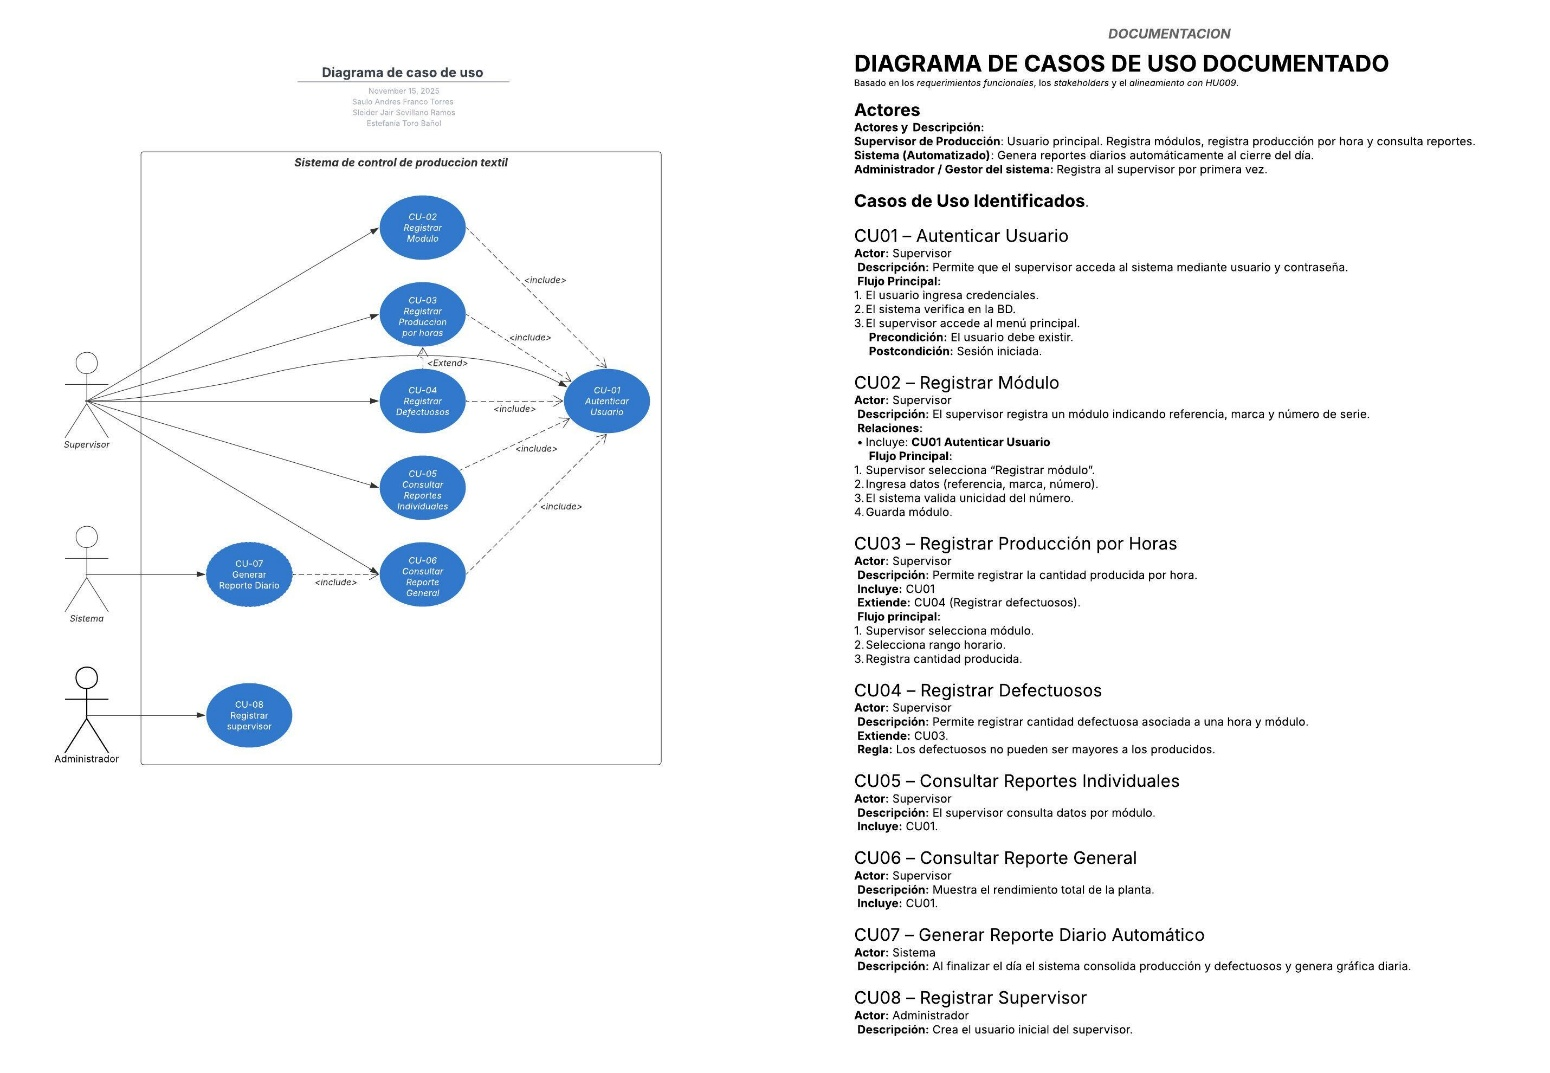 Diagrama de caso de uso
November 15, 2025
Saulo Andres Franco Torres
Sleider Jair Sevillano Ramos
Estefania Toro Bañol
Sistema de control de produccion textil
CU-02
Registrar
Modulo
<include>
CU-03
Registrar
Produccion
por horas
<include>
<Extend>
CU-04
Registrar
Defectuosos
<include>
CU-01
Autenticar
Usuario
Supervisor
<include>
CU-05
Consultar
Reportes
Individuales
<include>
CU-07
Generar
Reporte Diario
<include>
CU-06
Consultar
Reporte
General
Sistema
CU-08
Registrar
supervisor
Administrador
DOCUMENTACION
DIAGRAMA DE CASOS DE USO DOCUMENTADO
Basado en los requerimientos funcionales, los stakeholders y el alineamiento con HU009.
Actores
Actores y Descripción:
Supervisor de Producción: Usuario principal. Registra módulos, registra producción por hora y consulta reportes.
Sistema (Automatizado): Genera reportes diarios automáticamente al cierre del día.
Administrador / Gestor del sistema: Registra al supervisor por primera vez.
Casos de Uso Identificados.
CU01 – Autenticar Usuario
Actor: Supervisor
Descripción: Permite que el supervisor acceda al sistema mediante usuario y contraseña.
Flujo Principal:
1. El usuario ingresa credenciales.
2. El sistema verifica en la BD.
3. El supervisor accede al menú principal.
Precondición: El usuario debe existir.
Postcondición: Sesión iniciada.
CU02 – Registrar Módulo
Actor: Supervisor
Descripción: El supervisor registra un módulo indicando referencia, marca y número de serie.
Relaciones:
• Incluye: CU01 Autenticar Usuario
Flujo Principal:
1. Supervisor selecciona “Registrar módulo”.
2. Ingresa datos (referencia, marca, número).
3. El sistema valida unicidad del número.
4. Guarda módulo.
CU03 – Registrar Producción por Horas
Actor: Supervisor
Descripción: Permite registrar la cantidad producida por hora.
Incluye: CU01
Extiende: CU04 (Registrar defectuosos).
Flujo principal:
1. Supervisor selecciona módulo.
2. Selecciona rango horario.
3. Registra cantidad producida.
CU04 – Registrar Defectuosos
Actor: Supervisor
Descripción: Permite registrar cantidad defectuosa asociada a una hora y módulo.
Extiende: CU03.
Regla: Los defectuosos no pueden ser mayores a los producidos.
CU05 – Consultar Reportes Individuales
Actor: Supervisor
Descripción: El supervisor consulta datos por módulo.
Incluye: CU01.
CU06 – Consultar Reporte General
Actor: Supervisor
Descripción: Muestra el rendimiento total de la planta.
Incluye: CU01.
CU07 – Generar Reporte Diario Automático
Actor: Sistema
Descripción: Al finalizar el día el sistema consolida producción y defectuosos y genera gráfica diaria.
CU08 – Registrar Supervisor
Actor: Administrador
Descripción: Crea el usuario inicial del supervisor.